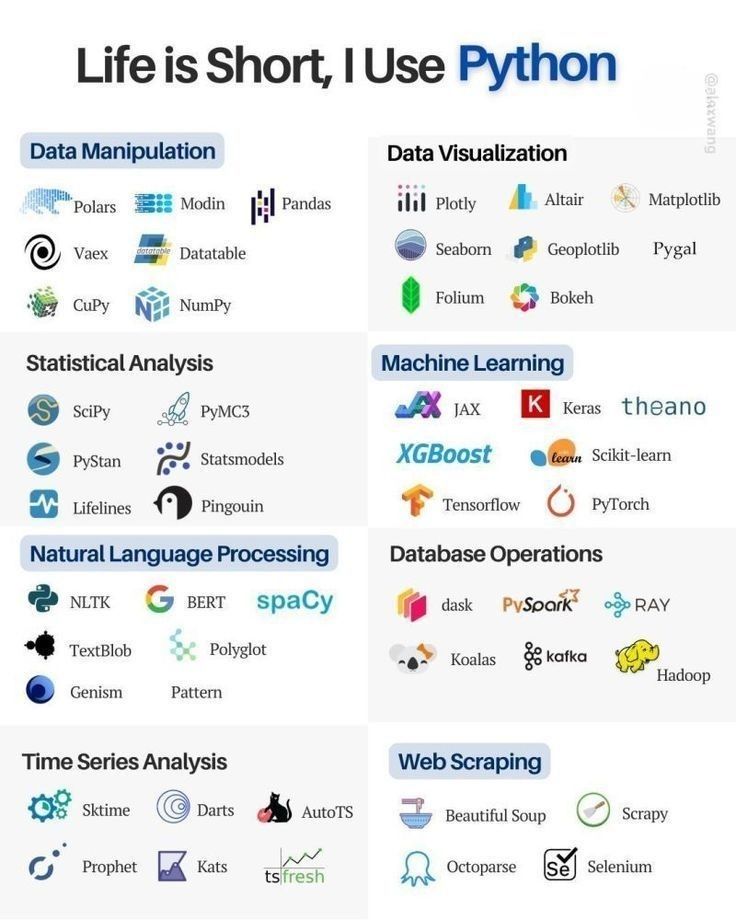 Life is Short, I Use Python
@alaxwang
Data Manipulation
Polars
Modin
Pandas
Vaex
datatable
Datatable
CuPy
NumPy
Data Visualization
Plotly
Altair
Matplotlib
Seaborn
Geoplotlib
Pygal
Folium
Bokeh
Statistical Analysis
SciPy
PyMC3
PyStan
Statsmodels
Lifelines
Pingouin
Machine Learning
JAX
JAX
K
Keras
theano
XGBoost
learn
Scikit-learn
Tensorflow
PyTorch
Natural Language Processing
NLTK
G
BERT
spaCy
TextBlob
Polyglot
Genism
Pattern
Database Operations
dask
PySpark
RAY
Koalas
kafka
Hadoop
Time Series Analysis
Sktime
Darts
AutoTS
Prophet
Kats
tsfresh
Web Scraping
Beautiful Soup
Scrapy
Octoparse
Se
Selenium